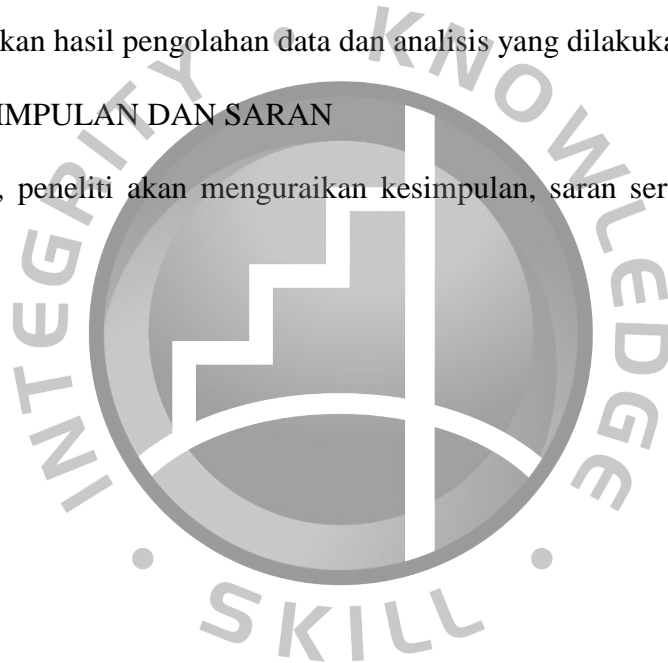 kan hasil pengolahan data dan analisis yang dilakuka
IMPULAN DAN SARAN
, peneliti akan menguraikan kesimpulan, saran ser
INTEGRITY • KNOWLEDGE • SKILL •